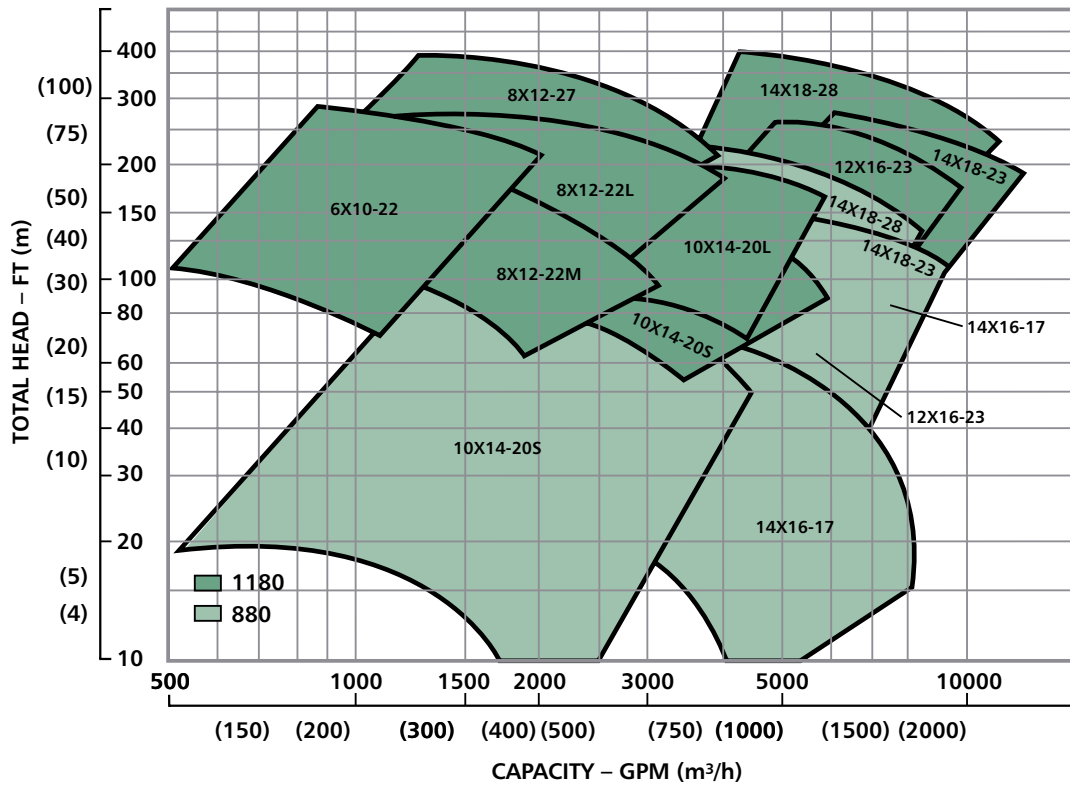 TOTAL HEAD – FT (m)
400
(100)
300
(75)
200
(50)
150
(40)
100
(30)
80
(20)
60
50
(15)
40
(10)
30
20
(5)
(4)
10
8X12-27
14X18-28
6X10-22
8X12-22L
12X16-23
14X18-23
14X18-28
10X14-20L
14X18-23
8X12-22M
10X14-20S
14X16-17
12X16-23
10X14-20S
14X16-17
1180
880
500 1000 1500 2000 3000 5000 10000
(150) (200) (300) (400) (500) (750) (1000) (1500) (2000)
CAPACITY – GPM (m³/h)